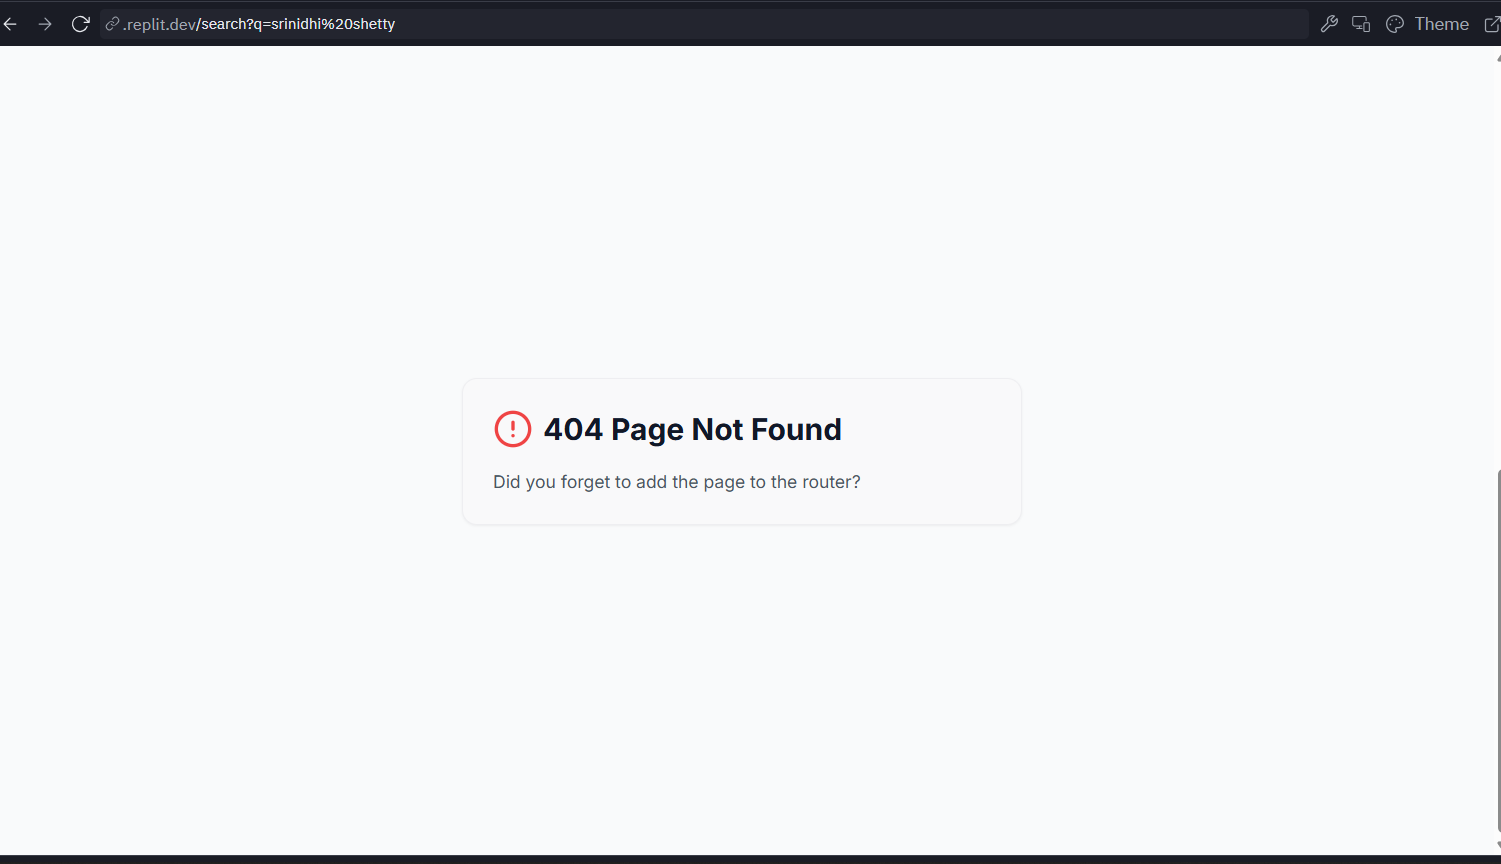 .replit.dev/search?q=srinidhi%20shetty
Theme
404 Page Not Found
Did you forget to add the page to the router?